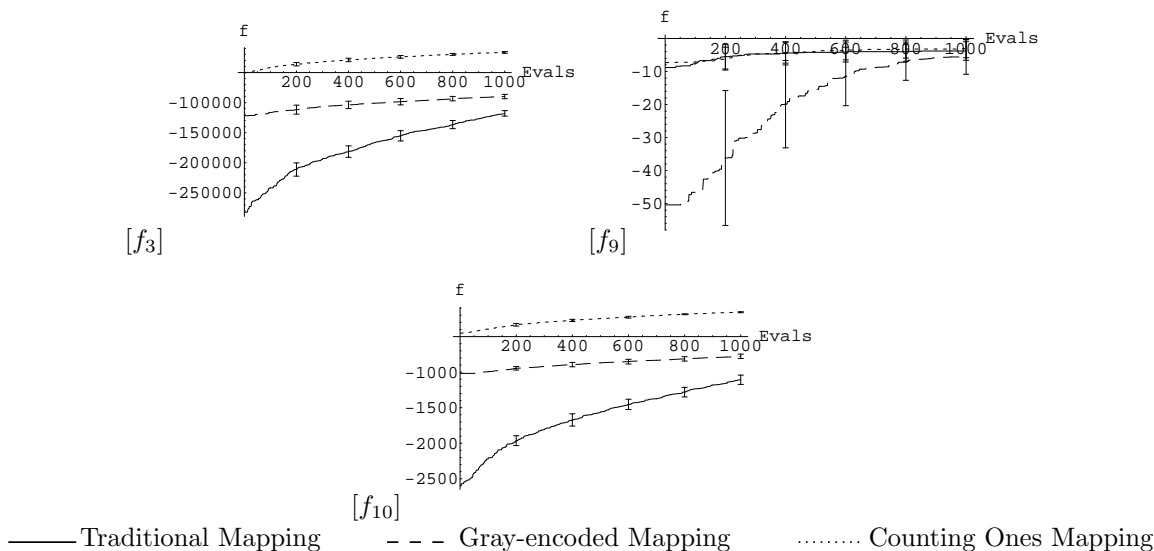 f
Evals
200 400 600 800 1000
-100000
-150000
-200000
-250000
[f3]
f
Evals
200 400 600 800 1000
-10
-20
-30
-40
-50
[f9]
f
Evals
200 400 600 800 1000
-1000
-1500
-2000
-2500
[f10]
Traditional Mapping Gray-encoded Mapping Counting Ones Mapping